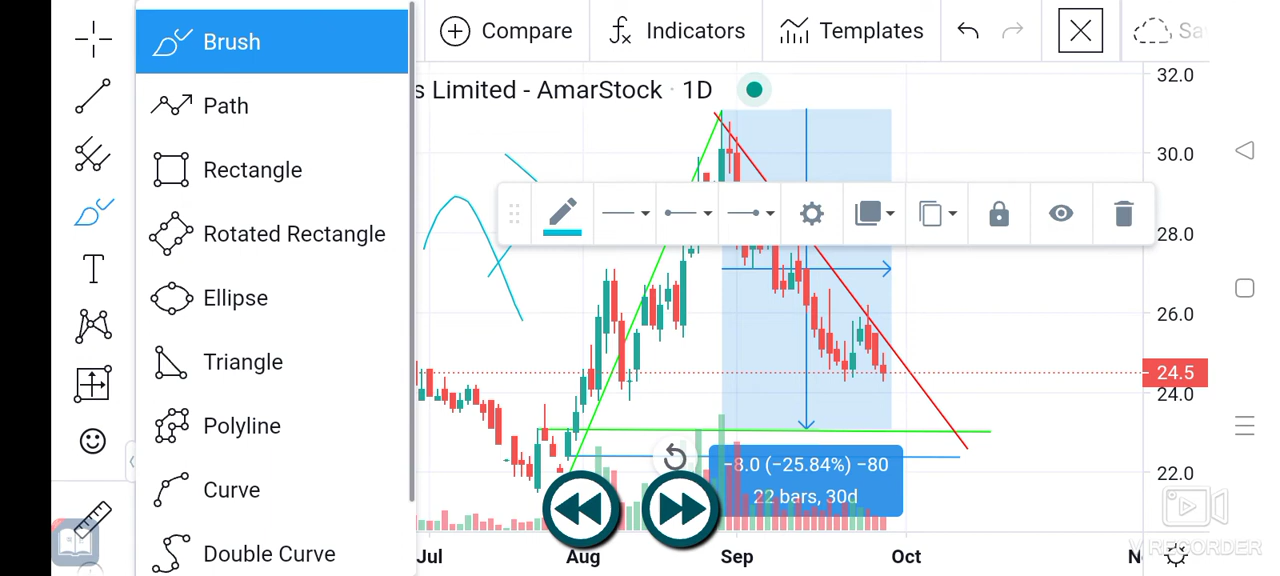 Brush
Compare
Indicators
Templates
Path
s Limited - AmarStock · 1D
32.0
Rectangle
30.0
Rotated Rectangle
28.0
Ellipse
26.0
Triangle
24.5
24.0
Polyline
22.0
−8.0 (−25.84%) −80
22 bars, 30d
Curve
Double Curve
Jul
Aug
Sep
Oct
V RECORDER